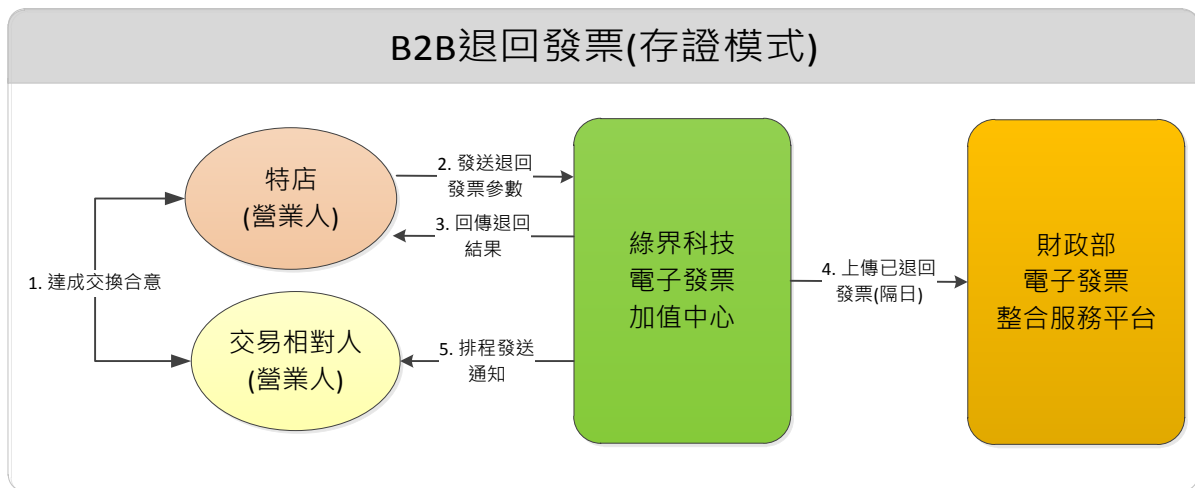 B2B退回發票(存證模式)
特店
(營業人)
2. 發送退回
發票參數
3. 回傳退回
結果
1. 達成交換合意
交易相對人
(營業人)
5. 排程發送
通知
綠界科技
電子發票
加值中心
4. 上傳已退回
發票(隔日)
財政部
電子發票
整合服務平台